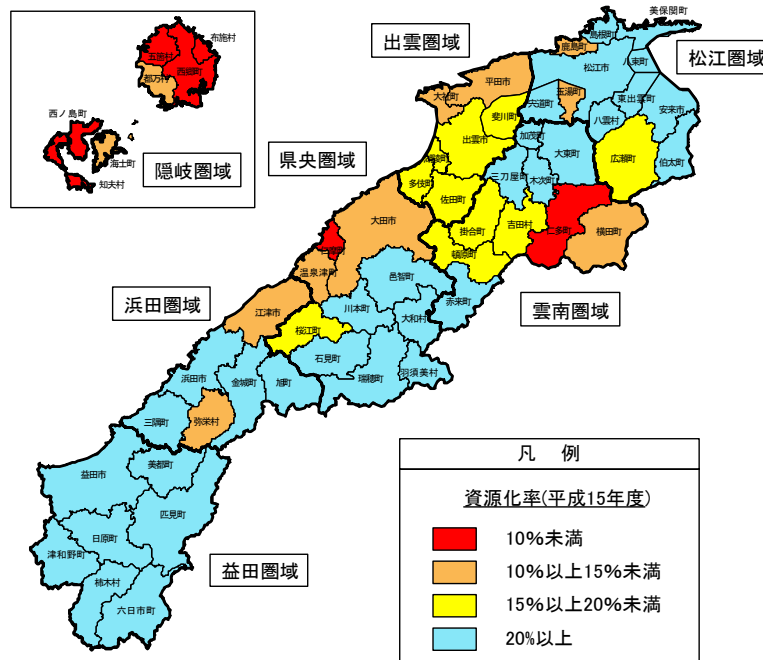 美保関町
布施村
五箇村
西郷町
都万村
西ノ島町
海士町
知夫村
隠岐圏域
出雲圏域
松江圏域
島根町
鹿島町
松江市
八束町
平田市
大社町
宍道町
玉湯町
東出雲町
安来市
八雲村
斐川町
出雲市
加茂町
大東町
広瀬町
伯太町
県央圏域
湖陵町
多伎町
三刀屋町
木次町
佐田町
大田市
掛合町
吉田村
仁多町
横田町
頓原町
仁摩町
温泉津町
邑智町
赤来町
雲南圏域
浜田圏域
江津市
川本町
大和村
桜江町
石見町
羽須美村
瑞穂町
浜田市
金城町
旭町
三隅町
弥栄村
益田市
美都町
匹見町
日原町
津和野町
益田圏域
柿木村
六日市町
凡 例
資源化率(平成15年度)
10%未満
10%以上15%未満
15%以上20%未満
20%以上